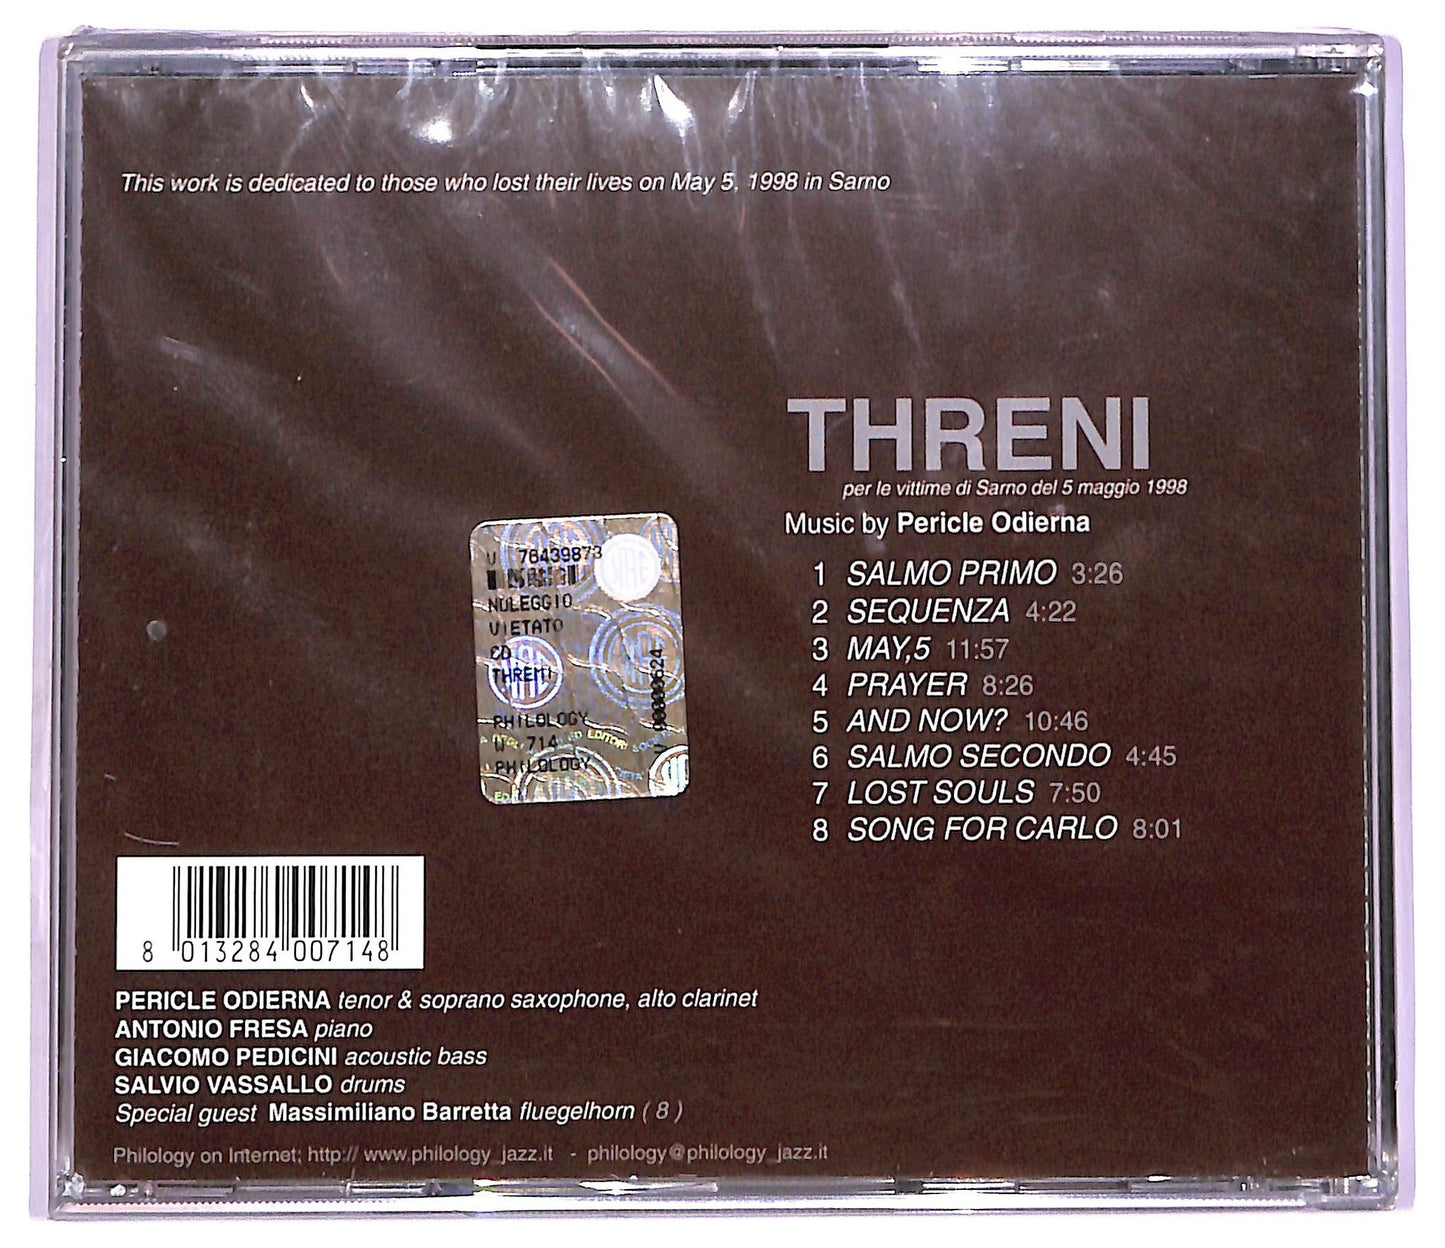 This work is dedicated to those who lost their lives on May 5, 1998 in Sarno
THRENI
per le vittime di Sarno del 5 maggio 1998
Music by Pericle Odierna
1 SALMO PRIMO 3:26
2 SEQUENZA 4:22
3 MAY,5 11:57
4 PRAYER 8:26
5 AND NOW? 10:46
6 SALMO SECONDO 4:45
7 LOST SOULS 7:50
8 SONG FOR CARLO 8:01
V 76439873
NOLEGGIO
VIETATO
CD
THRENI
PHILOLOGY
W 714
PHILOLOGY
EDITORI
8 013284 007148
PERICLE ODIERNA tenor & soprano saxophone, alto clarinet
ANTONIO FRESA piano
GIACOMO PEDICINI acoustic bass
SALVIO VASSALLO drums
Special guest Massimiliano Barretta fluegelhorn ( 8 )
Philology on Internet; http:// www.philology_jazz.it - philology@philology_jazz.it